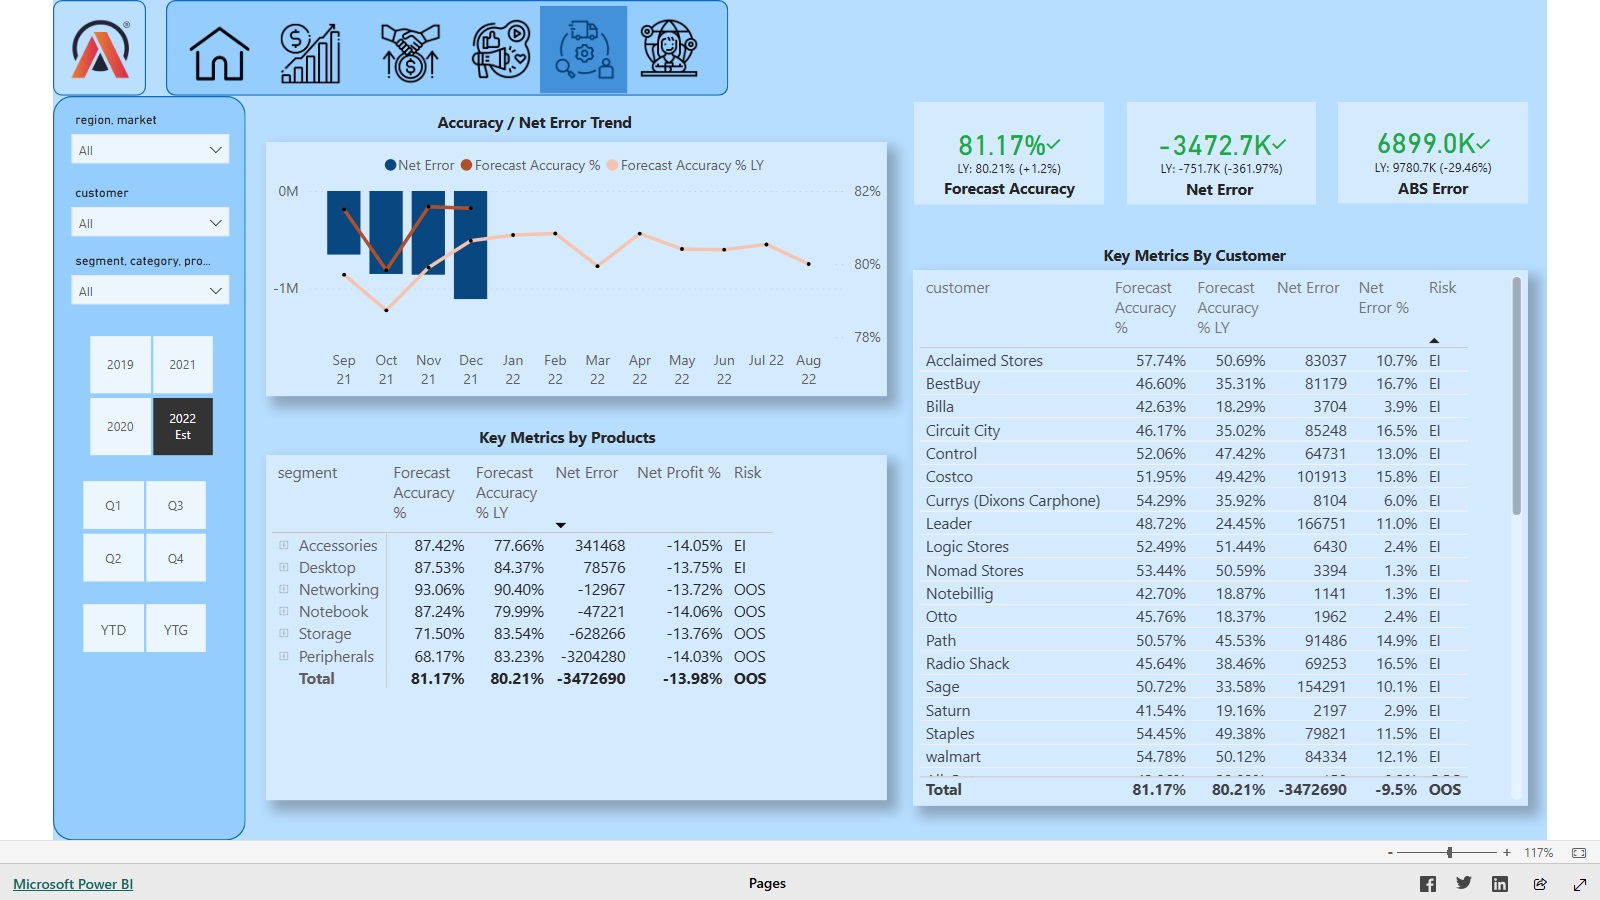 ®
region, market
All
customer
All
segment, category, pro...
All
2019
2021
2020
2022
Est
Q1
Q3
Q2
Q4
YTD
YTG
Accuracy / Net Error Trend
Net Error Forecast Accuracy % Forecast Accuracy % LY
0M
-1M
82%
80%
78%
Sep 21
Oct 21
Nov 21
Dec 21
Jan 22
Feb 22
Mar 22
Apr 22
May 22
Jun 22
Jul 22
Aug 22
81.17%
LY: 80.21% (+1.2%)
Forecast Accuracy
-3472.7K
LY: -751.7K (-361.97%)
Net Error
6899.0K
LY: 9780.7K (-29.46%)
ABS Error
Key Metrics by Products
segment Forecast Accuracy % Forecast Accuracy % LY Net Error Net Profit % Risk
Accessories 87.42% 77.66% 341468 -14.05% EI
Desktop 87.53% 84.37% 78576 -13.75% EI
Networking 93.06% 90.40% -12967 -13.72% OOS
Notebook 87.24% 79.99% -47221 -14.06% OOS
Storage 71.50% 83.54% -628266 -13.76% OOS
Peripherals 68.17% 83.23% -3204280 -14.03% OOS
Total 81.17% 80.21% -3472690 -13.98% OOS
Key Metrics By Customer
customer Forecast Accuracy % Forecast Accuracy % LY Net Error Net Error % Risk
Acclaimed Stores 57.74% 50.69% 83037 10.7% EI
BestBuy 46.60% 35.31% 81179 16.7% EI
Billa 42.63% 18.29% 3704 3.9% EI
Circuit City 46.17% 35.02% 85248 16.5% EI
Control 52.06% 47.42% 64731 13.0% EI
Costco 51.95% 49.42% 101913 15.8% EI
Currys (Dixons Carphone) 54.29% 35.92% 8104 6.0% EI
Leader 48.72% 24.45% 166751 11.0% EI
Logic Stores 52.49% 51.44% 6430 2.4% EI
Nomad Stores 53.44% 50.59% 3394 1.3% EI
Notebillig 42.70% 18.87% 1141 1.3% EI
Otto 45.76% 18.37% 1962 2.4% EI
Path 50.57% 45.53% 91486 14.9% EI
Radio Shack 45.64% 38.46% 69253 16.5% EI
Sage 50.72% 33.58% 154291 10.1% EI
Saturn 41.54% 19.16% 2197 2.9% EI
Staples 54.45% 49.38% 79821 11.5% EI
walmart 54.78% 50.12% 84334 12.1% EI
Total 81.17% 80.21% -3472690 -9.5% OOS
- + 117%
Microsoft Power BI
Pages